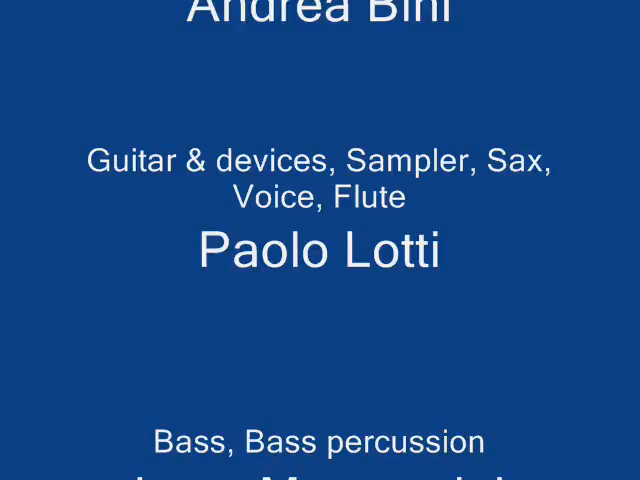 Andrea Bini
Guitar & devices, Sampler, Sax,
Voice, Flute
Paolo Lotti
Bass, Bass percussion